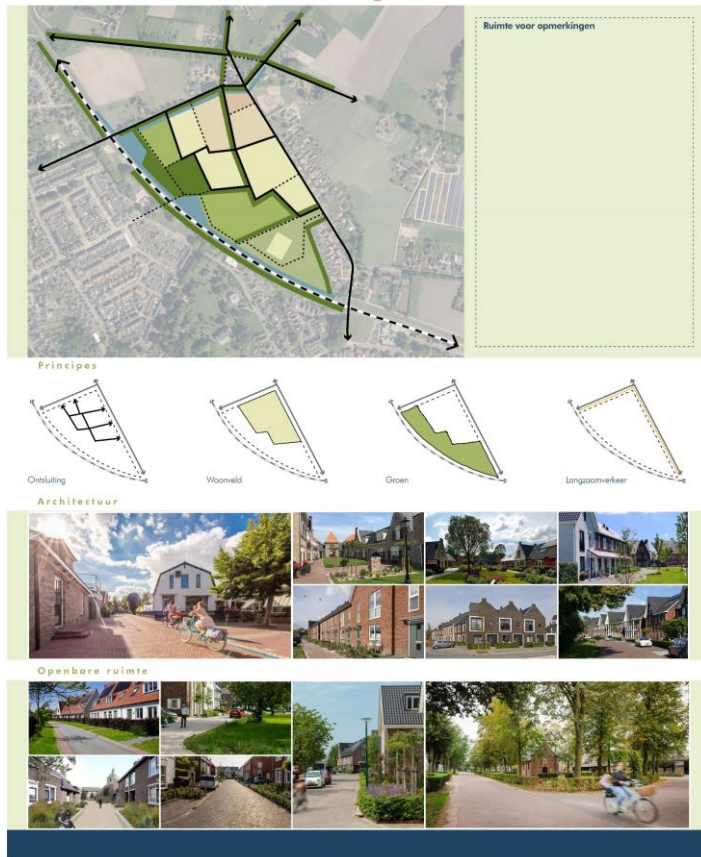 Ruimte voor opmerkingen
Principes
Ontsluiting
Woonveld
Groen
Langzaamverkeer
Architectuur
Openbare ruimte